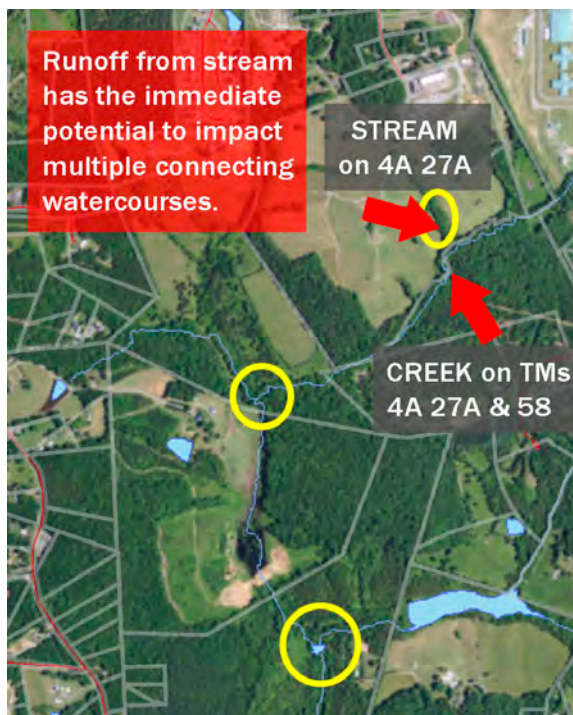 Runoff from stream
has the immediate
potential to impact
multiple connecting
watercourses.
STREAM
on 4A 27A
CREEK on TMs
4A 27A & 58